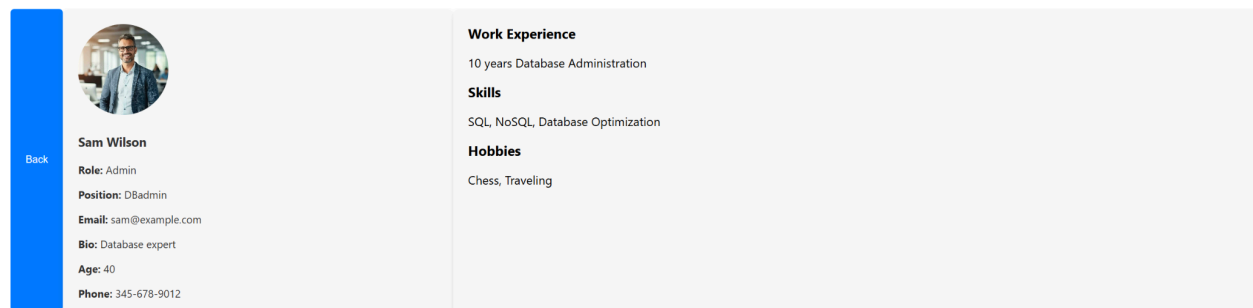 Back
Sam Wilson
Role: Admin
Position: DBadmin
Email: sam@example.com
Bio: Database expert
Age: 40
Phone: 345-678-9012
Work Experience
10 years Database Administration
Skills
SQL, NoSQL, Database Optimization
Hobbies
Chess, Traveling